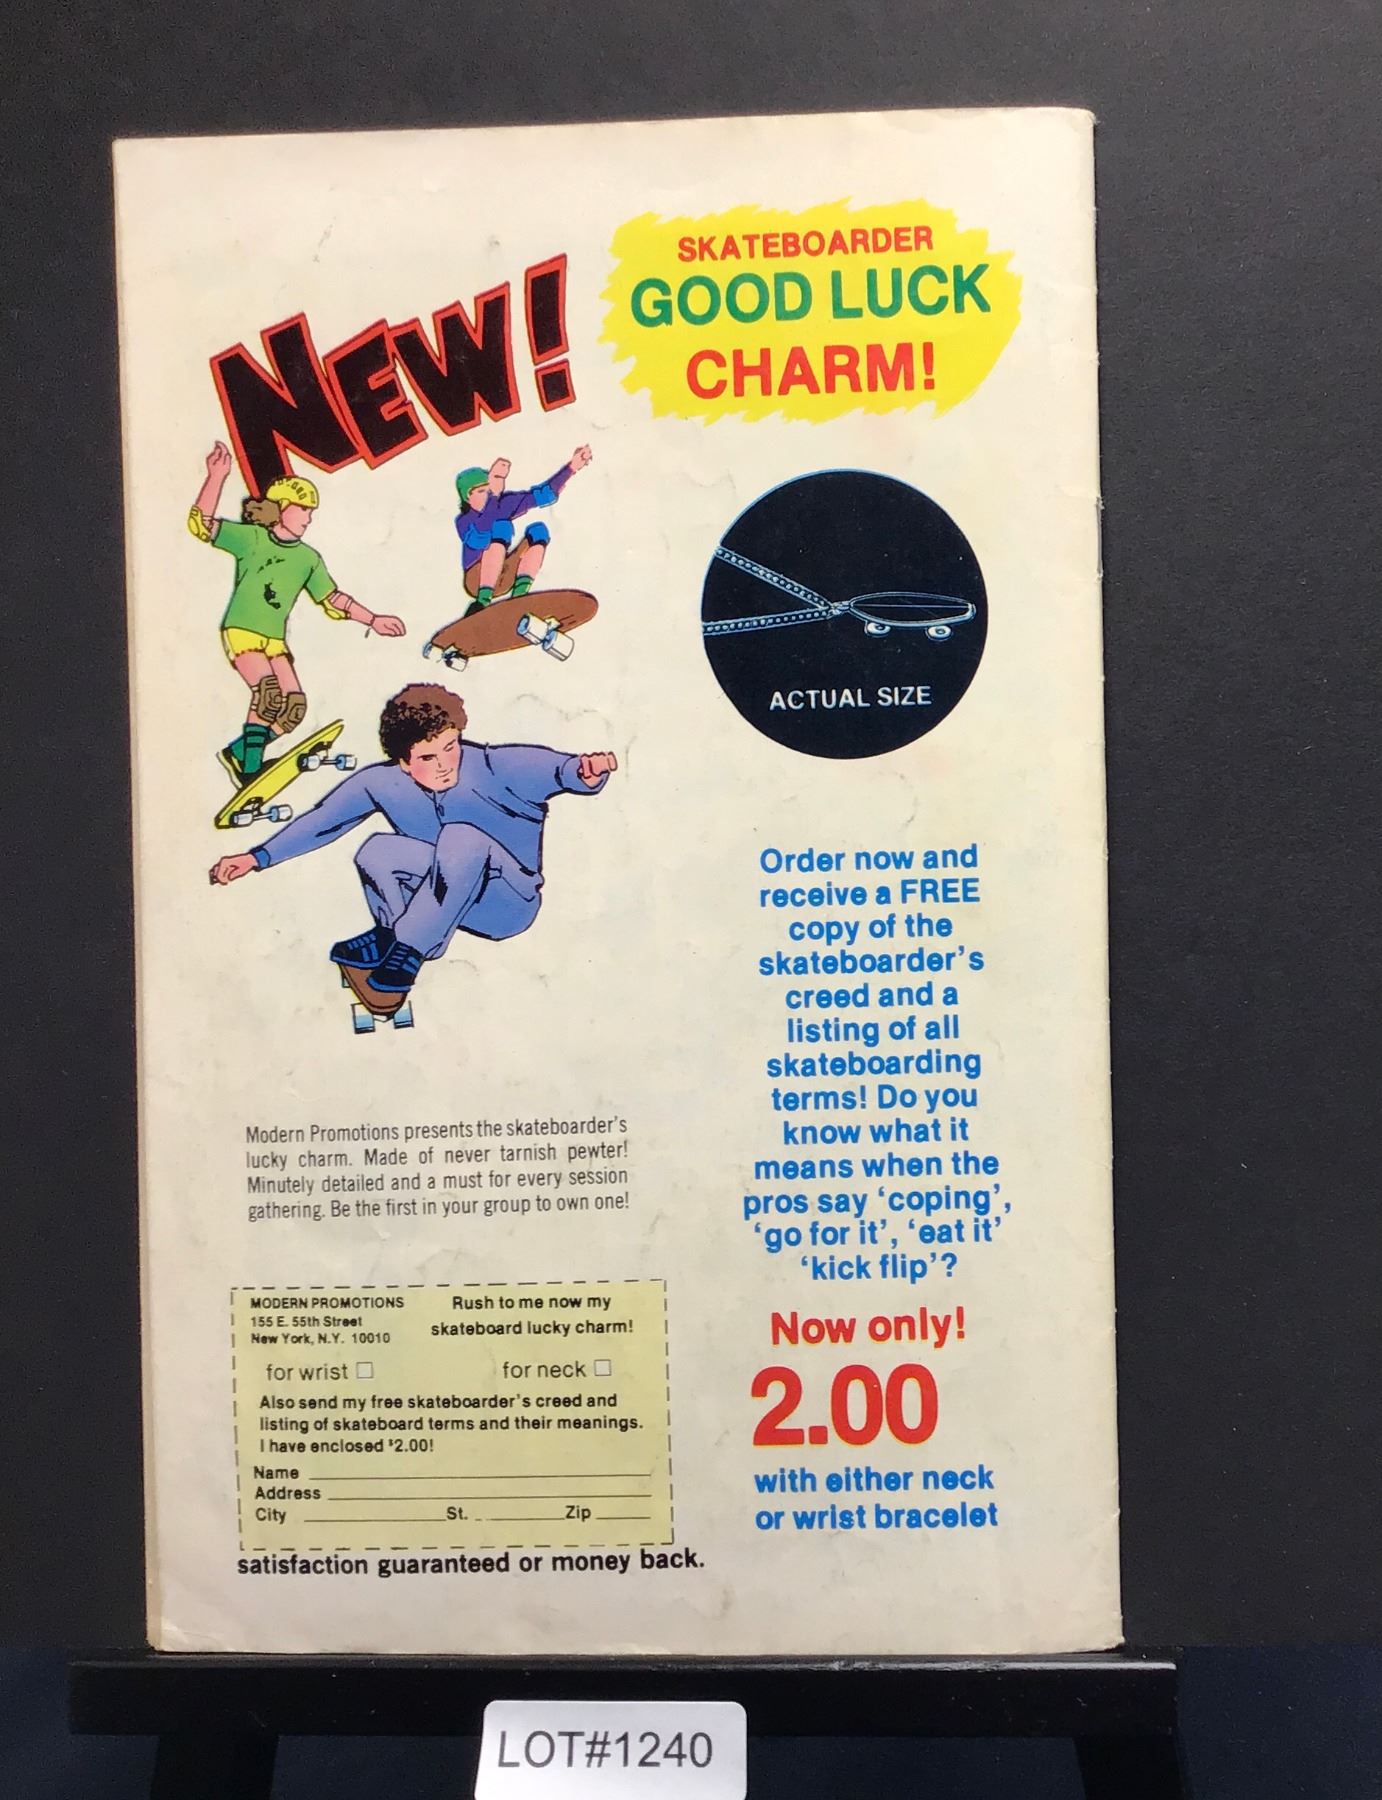 NEW!
SKATEBOARDER
GOOD LUCK
CHARM!
ACTUAL SIZE
Order now and
receive a FREE
copy of the
skateboarder's
creed and a
listing of all
skateboarding
terms! Do you
know what it
means when the
pros say 'coping',
'go for it', 'eat it'
'kick flip'?
Now only!
2.00
with either neck
or wrist bracelet
Modern Promotions presents the skateboarder's
lucky charm. Made of never tarnish pewter!
Minutely detailed and a must for every session
gathering. Be the first in your group to own one!
MODERN PROMOTIONS
155 E. 55th Street
New York, N.Y. 10010
Rush to me now my
skateboard lucky charm!
for wrist □ for neck □
Also send my free skateboarder's creed and
listing of skateboard terms and their meanings.
I have enclosed $2.00!
Name
Address
City St. Zip
satisfaction guaranteed or money back.
LOT#1240